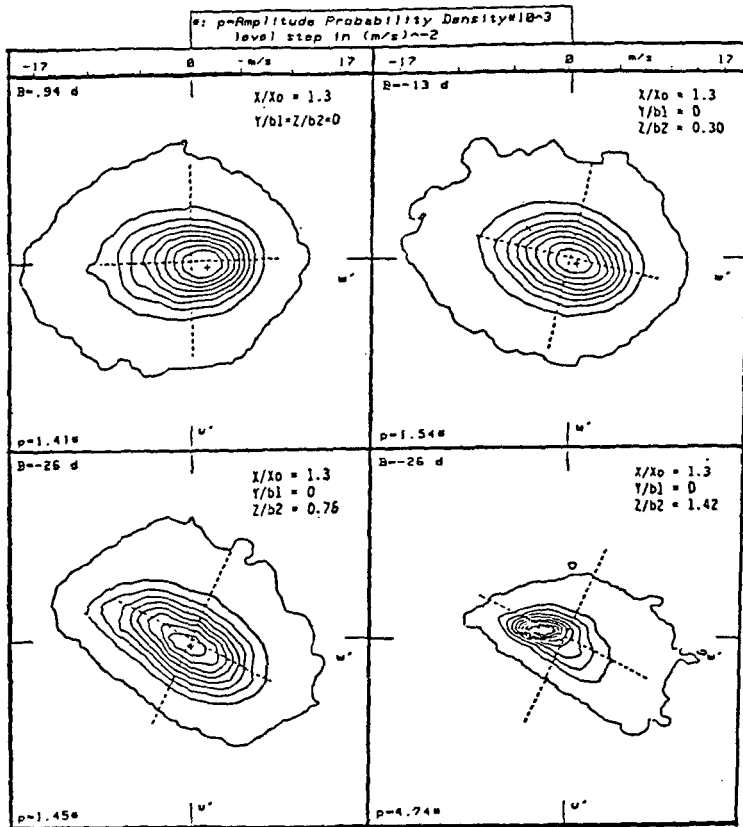 *: p=Amplitude Probability Density*10^3
level step in (m/s)^-2
-17 0 m/s 17 -17 0 m/s 17
B=.94 d
X/Xo = 1.3
Y/b1=Z/b2=0
w'
u'
p=1.41*
B=-13 d
X/Xo = 1.3
Y/b1 = 0
Z/b2 = 0.30
w'
p=1.54*
B=-26 d
X/Xo = 1.3
Y/b1 = 0
Z/b2 = 0.76
w'
u'
p=1.45*
B=-26 d
X/Xo = 1.3
Y/b1 = 0
Z/b2 = 1.42
u'
p=4.74*